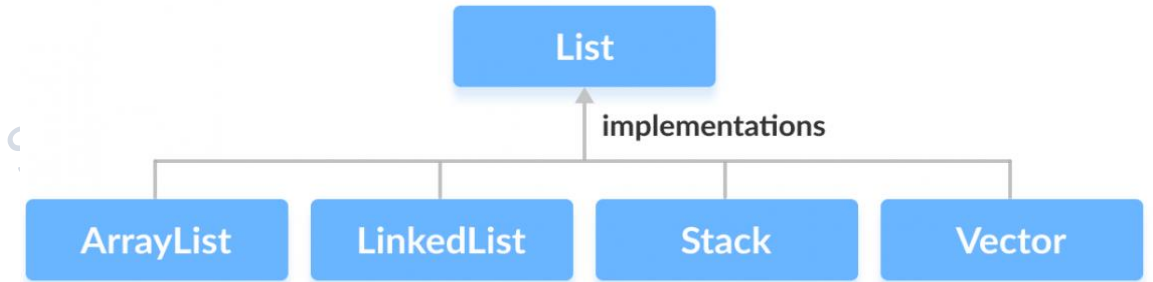 List
implementations
ArrayList
LinkedList
Stack
Vector